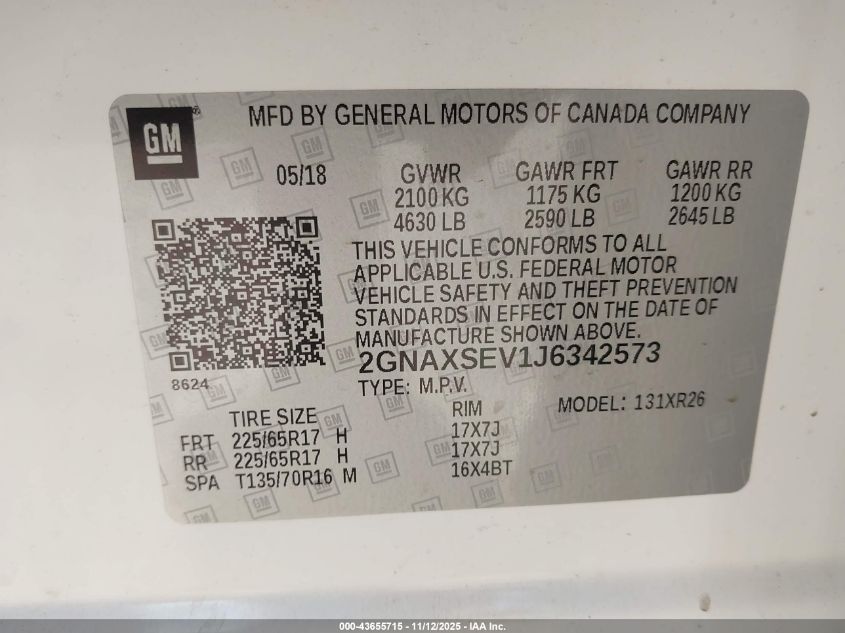 GM
MFD BY GENERAL MOTORS OF CANADA COMPANY
05/18
GVWR GAWR FRT GAWR RR
2100 KG 1175 KG 1200 KG
4630 LB 2590 LB 2645 LB
THIS VEHICLE CONFORMS TO ALL
APPLICABLE U.S. FEDERAL MOTOR
VEHICLE SAFETY AND THEFT PREVENTION
STANDARDS IN EFFECT ON THE DATE OF
MANUFACTURE SHOWN ABOVE.
2GNAXSEV1J6342573
8624
TYPE: M.P.V.
MODEL: 131XR26
TIRE SIZE RIM
FRT 225/65R17 H 17X7J
RR 225/65R17 H 17X7J
SPA T135/70R16 M 16X4BT
000-43655715 - 11/12/2025 - IAA Inc.